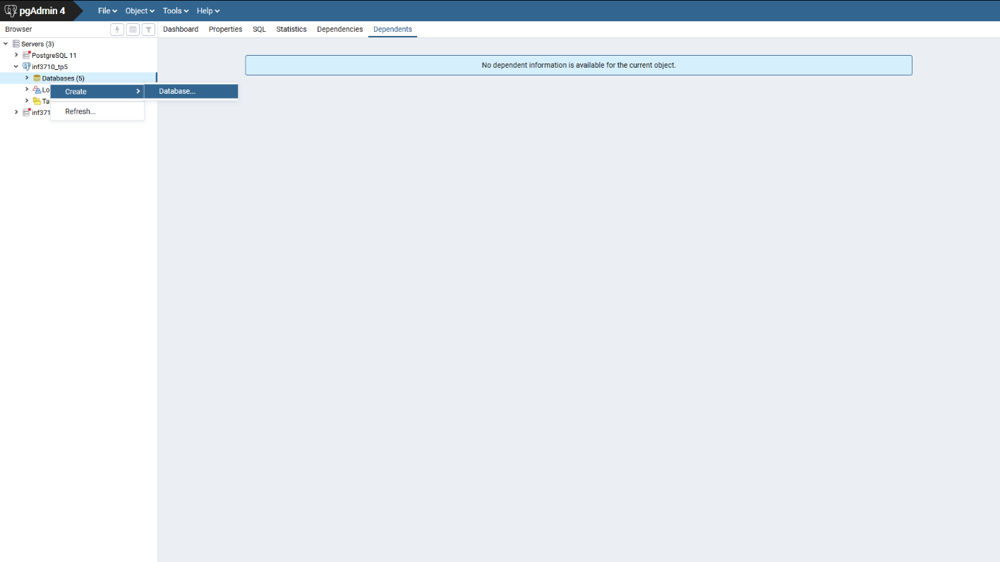 pgAdmin 4 File Object Tools Help
Browser Dashboard Properties SQL Statistics Dependencies Dependents
Servers (3)
PostgreSQL 11
No dependent information is available for the current object.
inf3710_tp5
Databases (5)
Lo
Create Database...
Ta
Refresh...
inf371